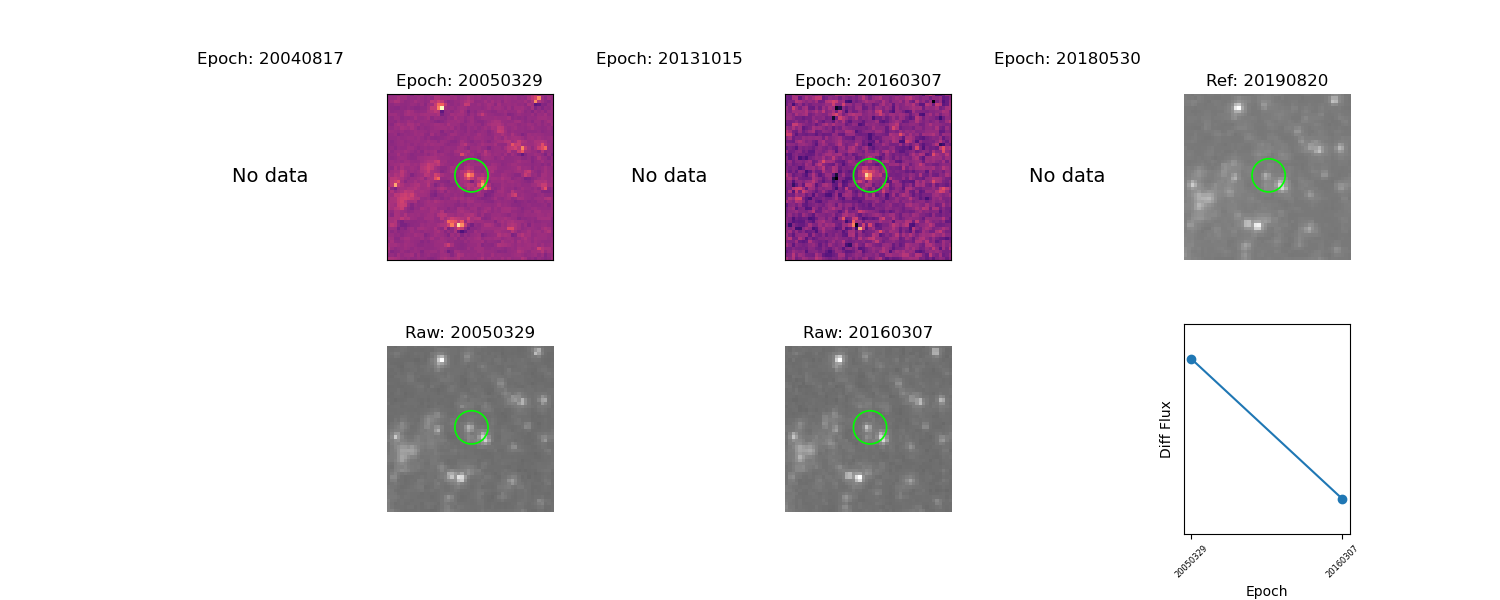 Epoch: 20040817
No data
Epoch: 20050329
Epoch: 20131015
No data
Epoch: 20160307
Epoch: 20180530
No data
Ref: 20190820
Raw: 20050329
Raw: 20160307
Diff Flux
20050329
20160307
Epoch